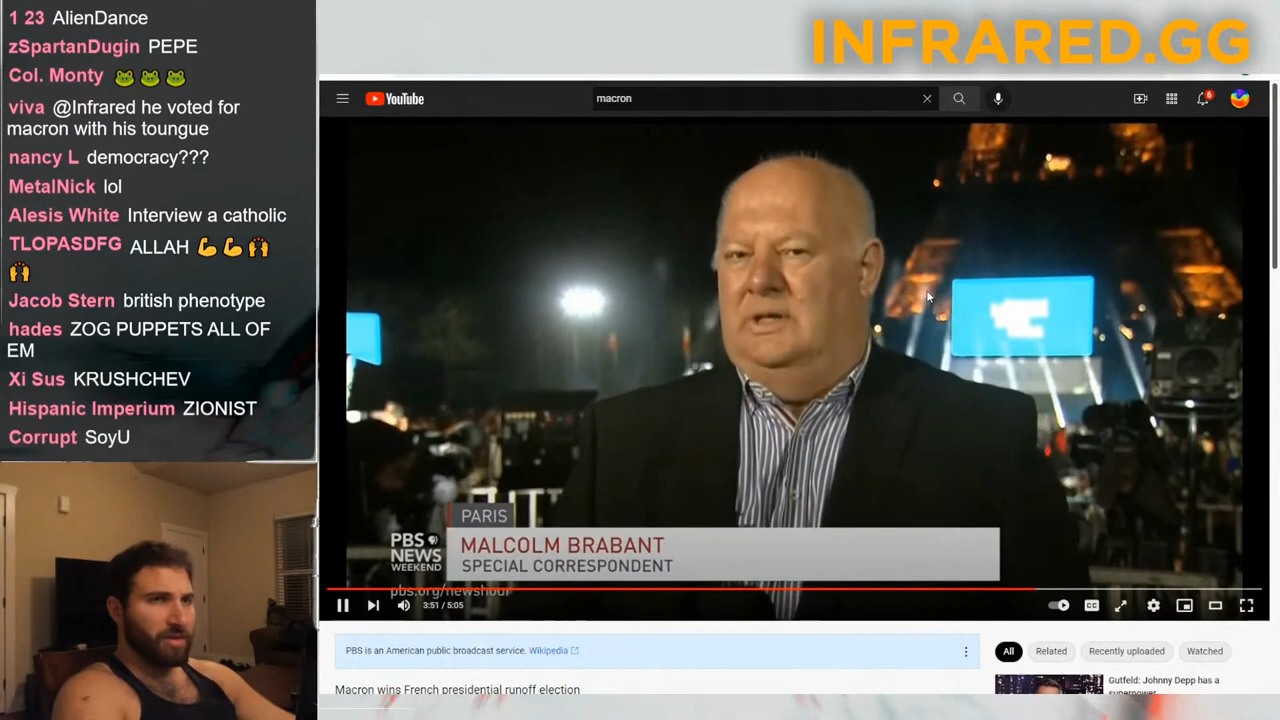 1 23 AlienDance
zSpartanDugin PEPE
Col. Monty 🐸 🐸 🐸
viva @Infrared he voted for
macron with his toungue
nancy L democracy???
MetalNick lol
Alesis White Interview a catholic
TLOPASDFG ALLAH 💪 💪 🙌
🙌
Jacob Stern british phenotype
hades ZOG PUPPETS ALL OF
EM
Xi Sus KRUSHCHEV
Hispanic Imperium ZIONIST
Corrupt SoyU
INFRARED.GG
YouTube
macron
6
PARIS
PBS
NEWS
WEEKEND
MALCOLM BRABANT
SPECIAL CORRESPONDENT
pbs.org/newshour
3:51 / 5:05
CC
PBS is an American public broadcast service. Wikipedia
All
Related
Recently uploaded
Watched
Macron wins French presidential runoff election
Gutfeld: Johnny Depp has a
superpower